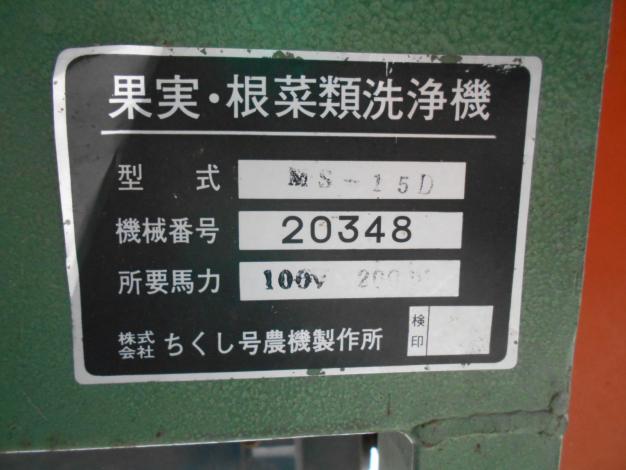 果実・根菜類洗浄機
型 式 MS-15D
機械番号 20348
所要馬力 100V 200W
株式会社 ちくし号農機製作所 検印